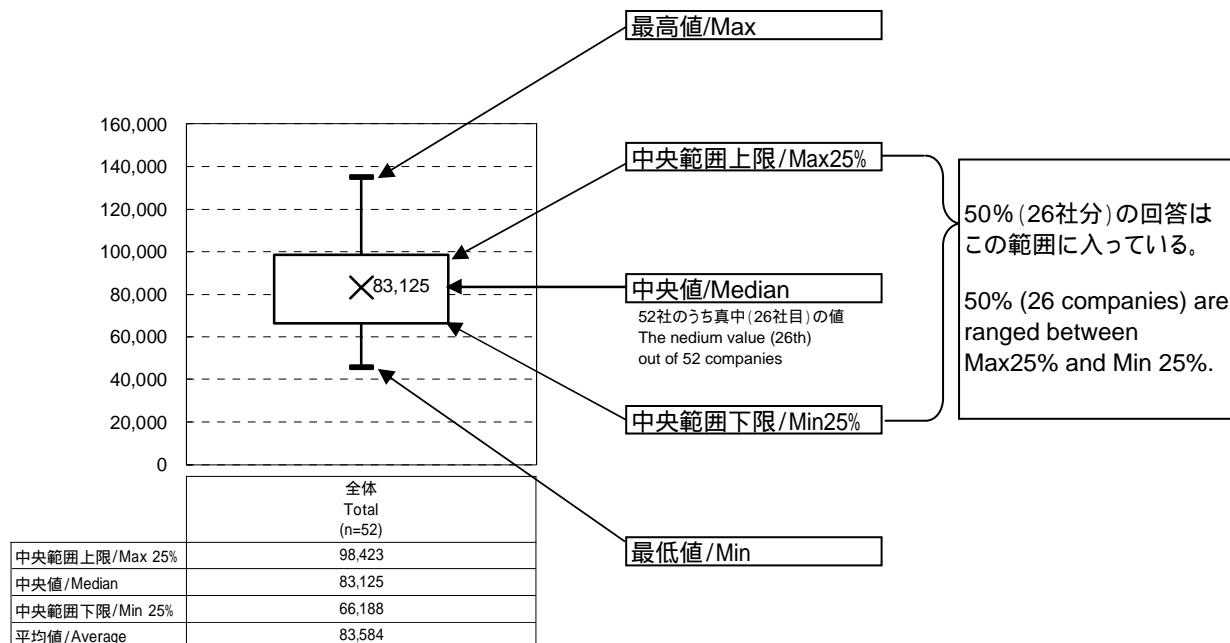 最高値/Max
160,000
140,000
120,000
100,000
80,000
60,000
40,000
20,000
0
83,125
中央範囲上限/Max25%
中央値/Median
52社のうち真中(26社目)の値
The nedium value (26th)
out of 52 companies
中央範囲下限/Min25%
最低値/Min
50%(26社分)の回答は
この範囲に入っている。
50% (26 companies) are
ranged between
Max25% and Min 25%.
全体
Total
(n=52)
中央範囲上限/Max 25% 98,423
中央値/Median 83,125
中央範囲下限/Min 25% 66,188
平均値/Average 83,584